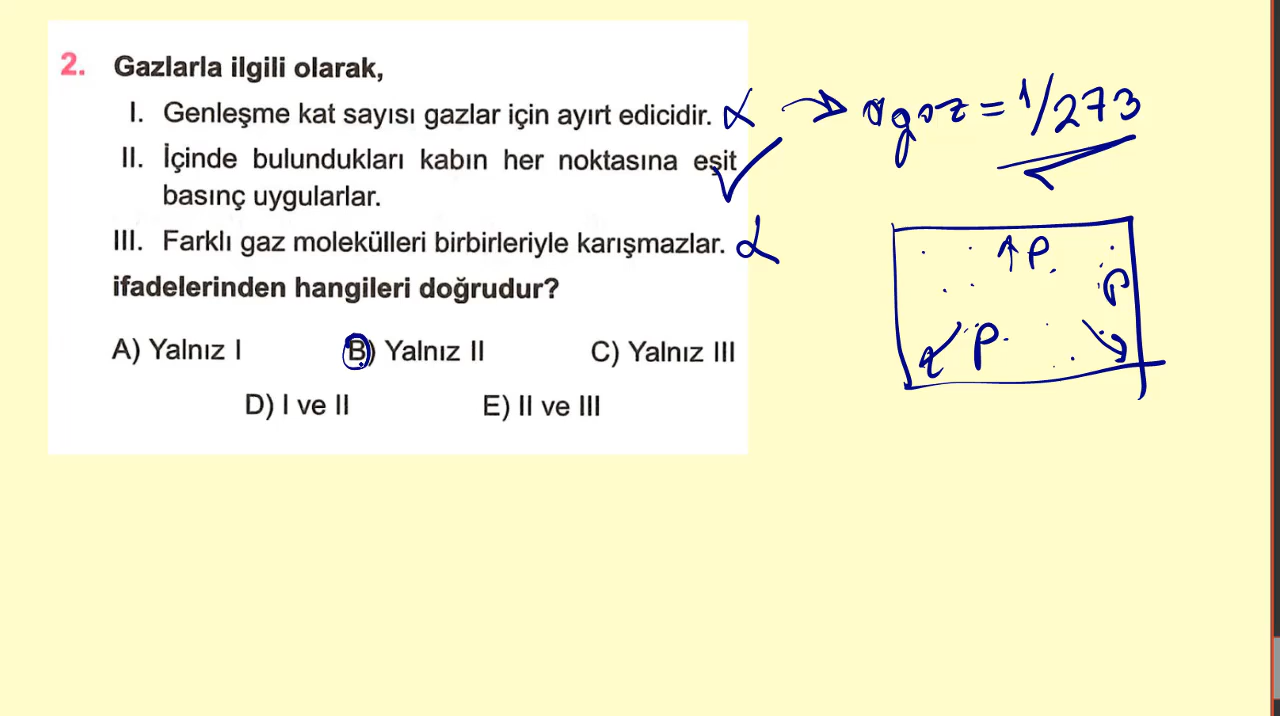 2. Gazlarla ilgili olarak,
I. Genleşme kat sayısı gazlar için ayırt edicidir.
II. İçinde bulundukları kabın her noktasına eşit
basınç uygularlar.
III. Farklı gaz molekülleri birbirleriyle karışmazlar.
ifadelerinden hangileri doğrudur?
A) Yalnız I B) Yalnız II C) Yalnız III
D) I ve II E) II ve III
= 1/273
P
P
P